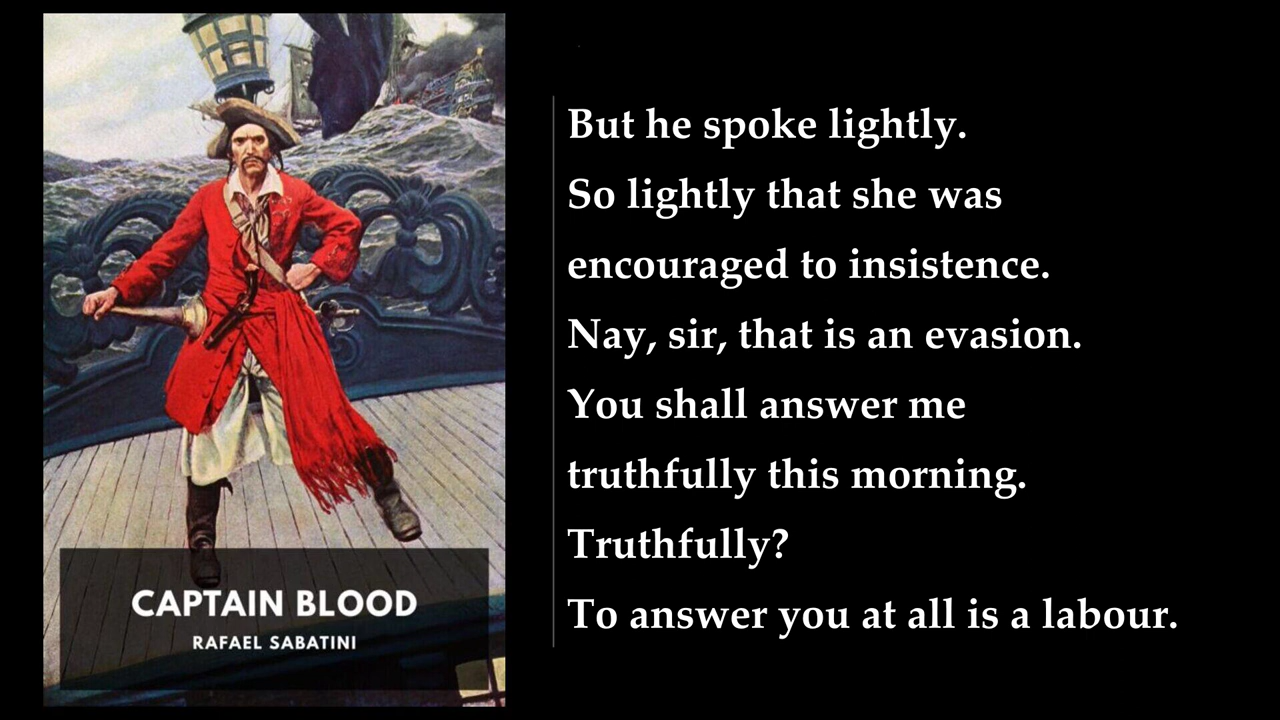 CAPTAIN BLOOD
RAFAEL SABATINI
But he spoke lightly.
So lightly that she was
encouraged to insistence.
Nay, sir, that is an evasion.
You shall answer me
truthfully this morning.
Truthfully?
To answer you at all is a labour.